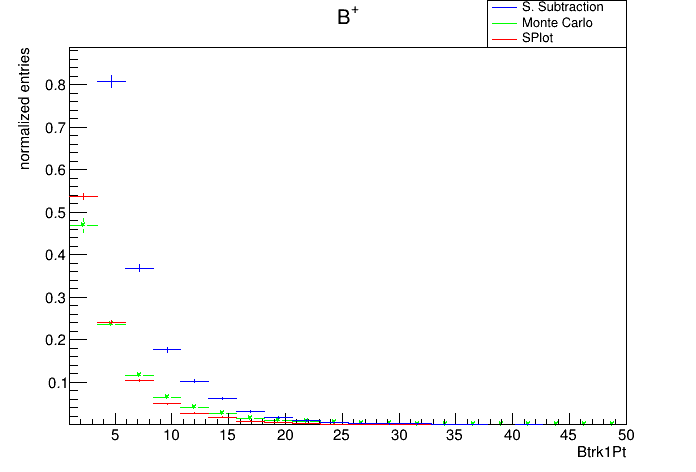 B+
S. Subtraction
Monte Carlo
SPlot
normalized entries
0.8
0.7
0.6
0.5
0.4
0.3
0.2
0.1
5 10 15 20 25 30 35 40 45 50
Btrk1Pt